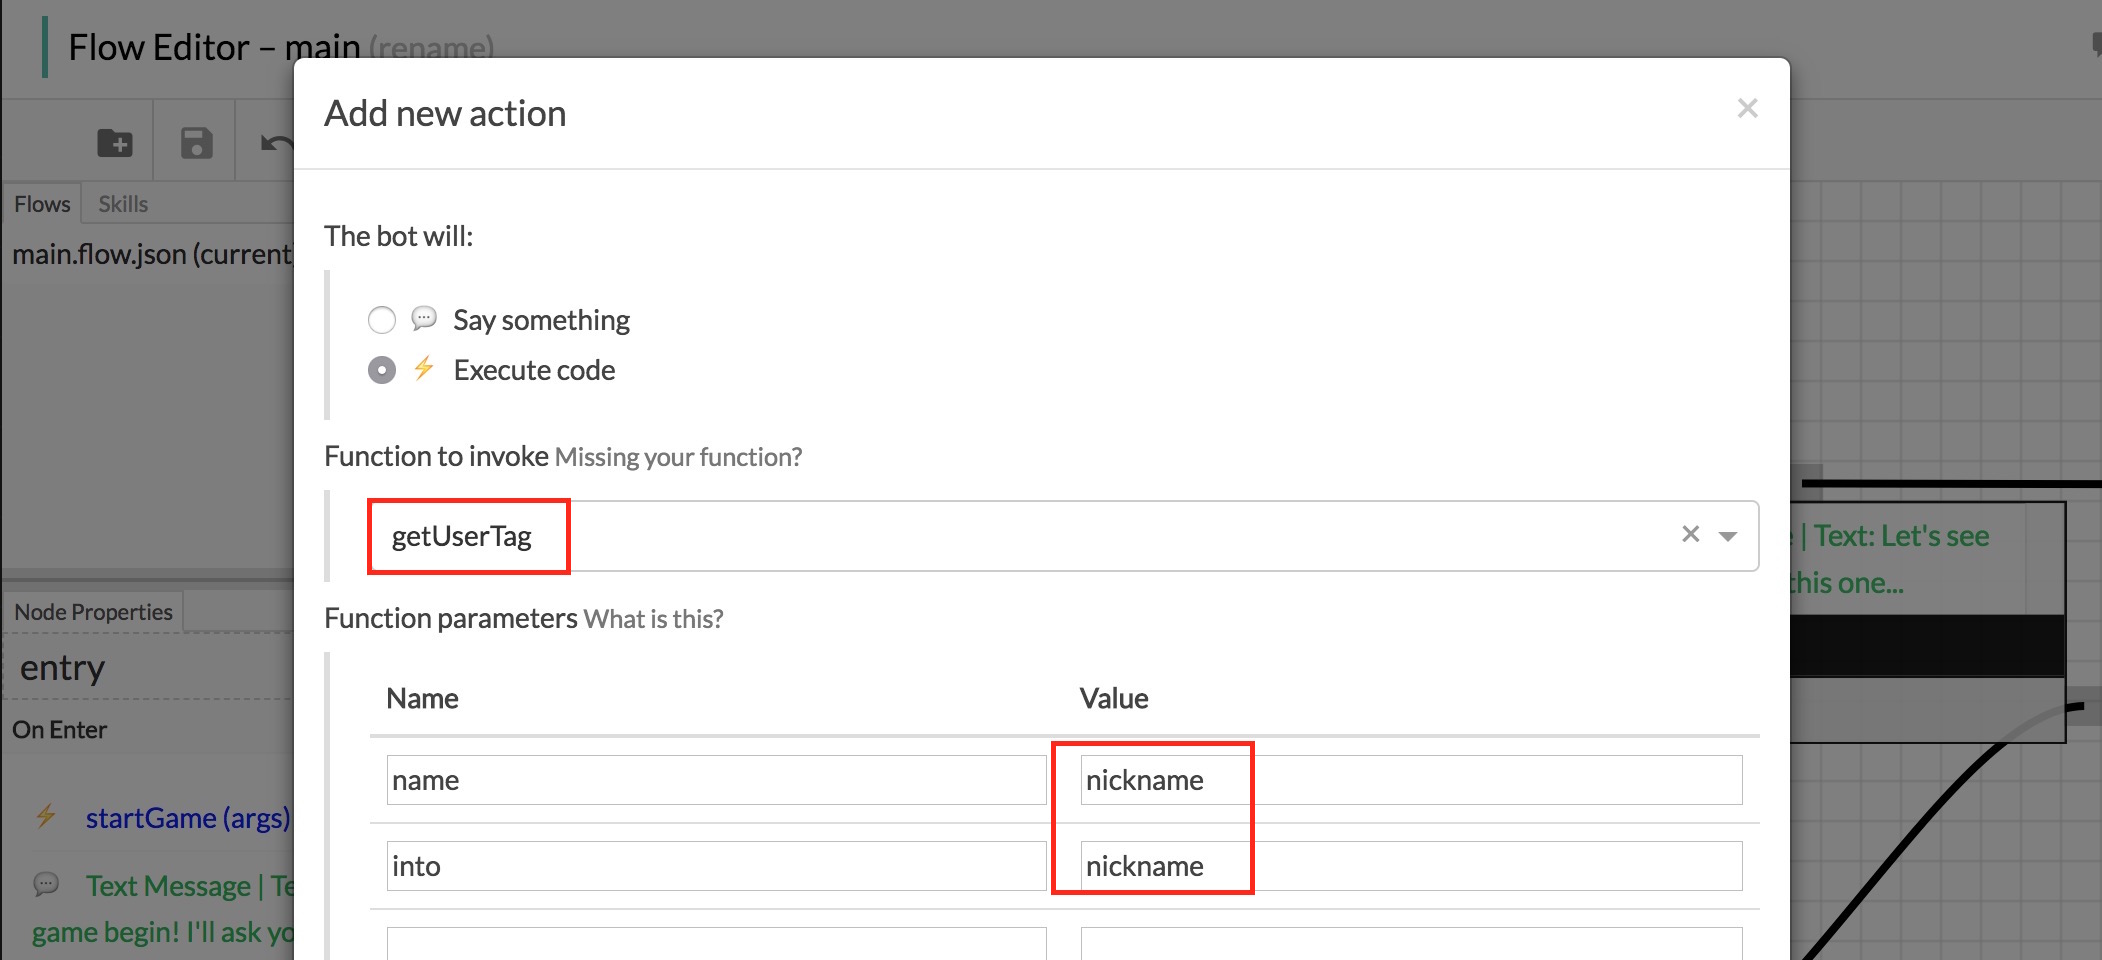 Flow Editor – main (rename)
Add new action
Flows Skills
main.flow.json (current)
The bot will:
Say something
Execute code
Function to invoke Missing your function?
getUserTag
Function parameters What is this?
Name Value
name nickname
into nickname
Node Properties
entry
On Enter
startGame (args)
Text Message | Te
game begin! I'll ask yo
| Text: Let's see
this one...